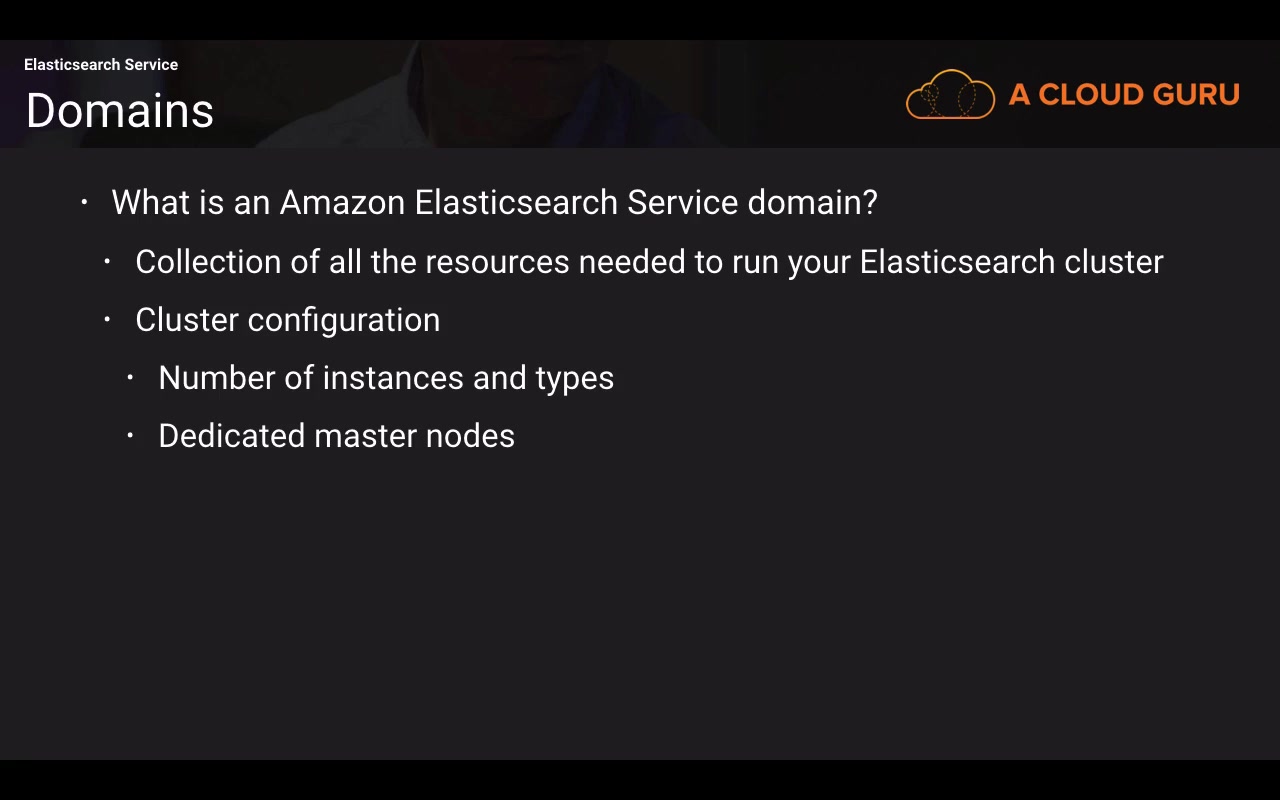 Elasticsearch Service
Domains
A CLOUD GURU
• What is an Amazon Elasticsearch Service domain?
• Collection of all the resources needed to run your Elasticsearch cluster
• Cluster configuration
• Number of instances and types
• Dedicated master nodes